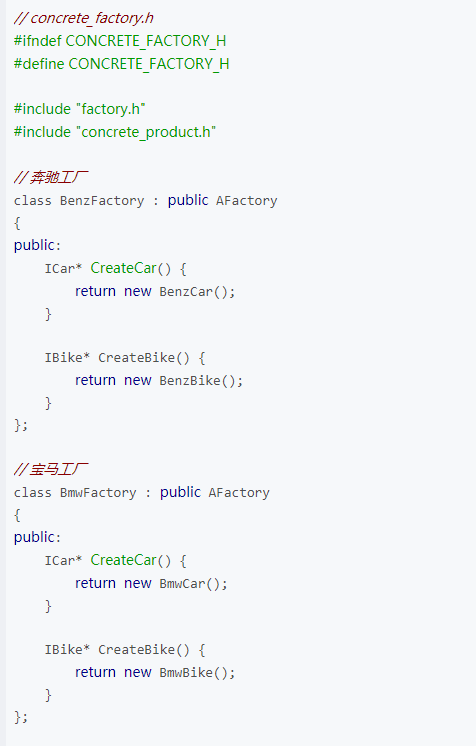 // concrete_factory.h
#ifndef CONCRETE_FACTORY_H
#define CONCRETE_FACTORY_H
#include "factory.h"
#include "concrete_product.h"
// 奔驰工厂
class BenzFactory : public AFactory
{
public:
ICar* CreateCar() {
return new BenzCar();
}
IBike* CreateBike() {
return new BenzBike();
}
};
// 宝马工厂
class BmwFactory : public AFactory
{
public:
ICar* CreateCar() {
return new BmwCar();
}
IBike* CreateBike() {
return new BmwBike();
}
};